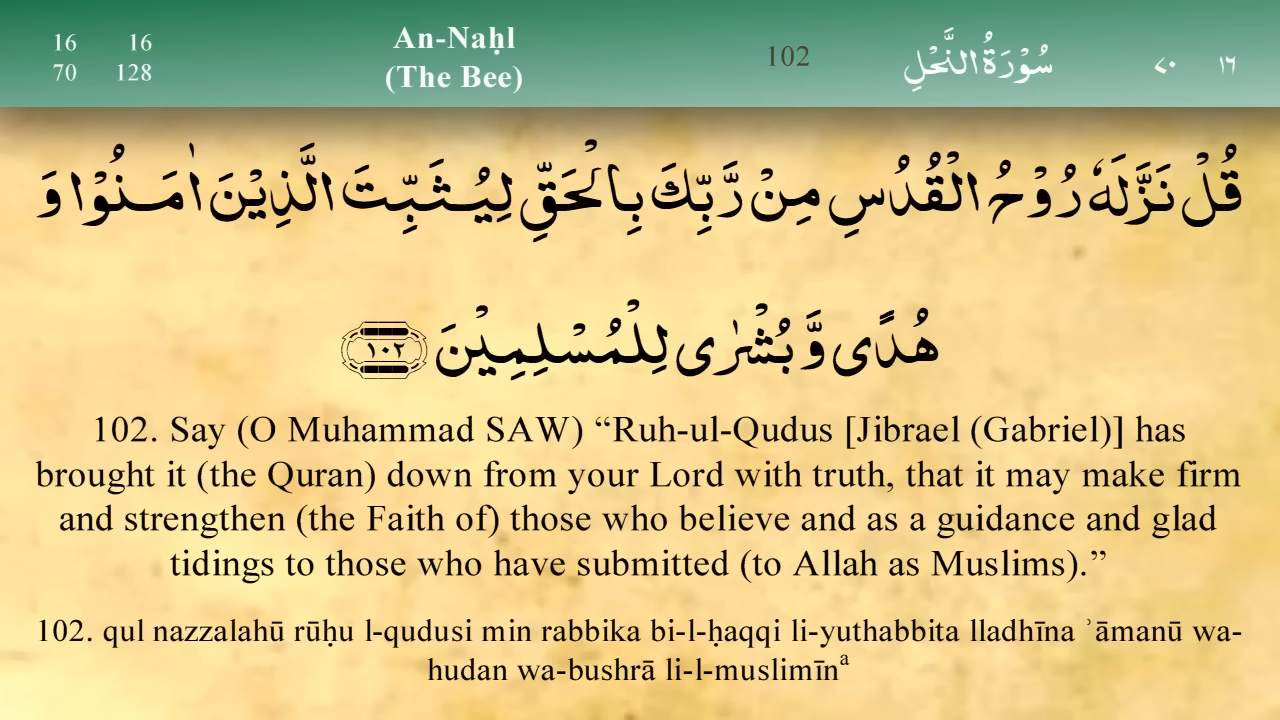 16 16
70 128
An-Naḥl
(The Bee)
102
سُوْرَةُ النَّحْلِ
٧٠ ١٦
قُلْ نَزَّلَهٗ رُوْحُ الْقُدُسِ مِنْ رَّبِّكَ بِالْحَقِّ لِيُثَبِّتَ الَّذِيْنَ اٰمَنُوْا وَ
هُدًى وَّ بُشْرٰى لِلْمُسْلِمِيْنَ ١٠٢
102. Say (O Muhammad SAW) “Ruh-ul-Qudus [Jibrael (Gabriel)] has
brought it (the Quran) down from your Lord with truth, that it may make firm
and strengthen (the Faith of) those who believe and as a guidance and glad
tidings to those who have submitted (to Allah as Muslims).”
102. qul nazzalahū rūḥu l-qudusi min rabbika bi-l-ḥaqqi li-yuthabbita lladhīna ʾāmanū wa-
hudan wa-bushrā li-l-muslimīnᵃ